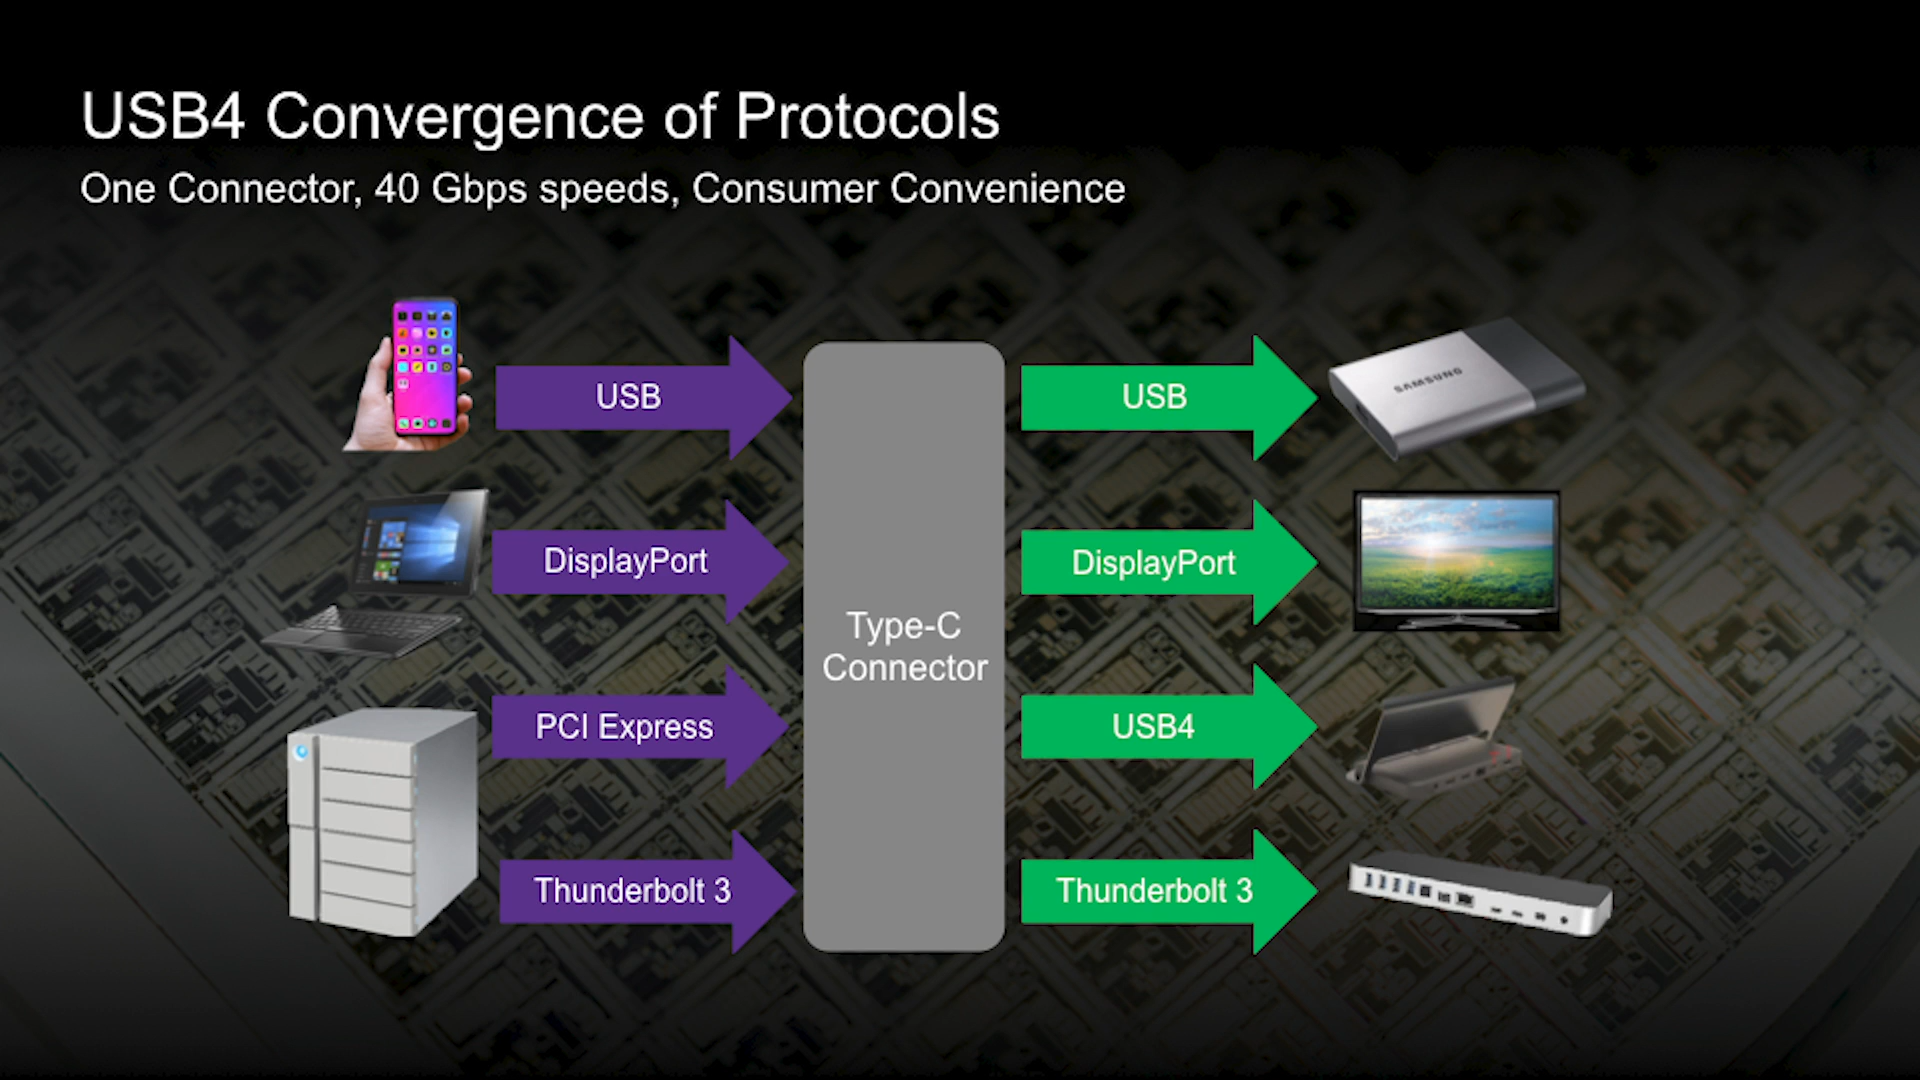 USB4 Convergence of Protocols
One Connector, 40 Gbps speeds, Consumer Convenience
USB
USB
SAMSUNG
DisplayPort
DisplayPort
Type-C
Connector
PCI Express
USB4
Thunderbolt 3
Thunderbolt 3